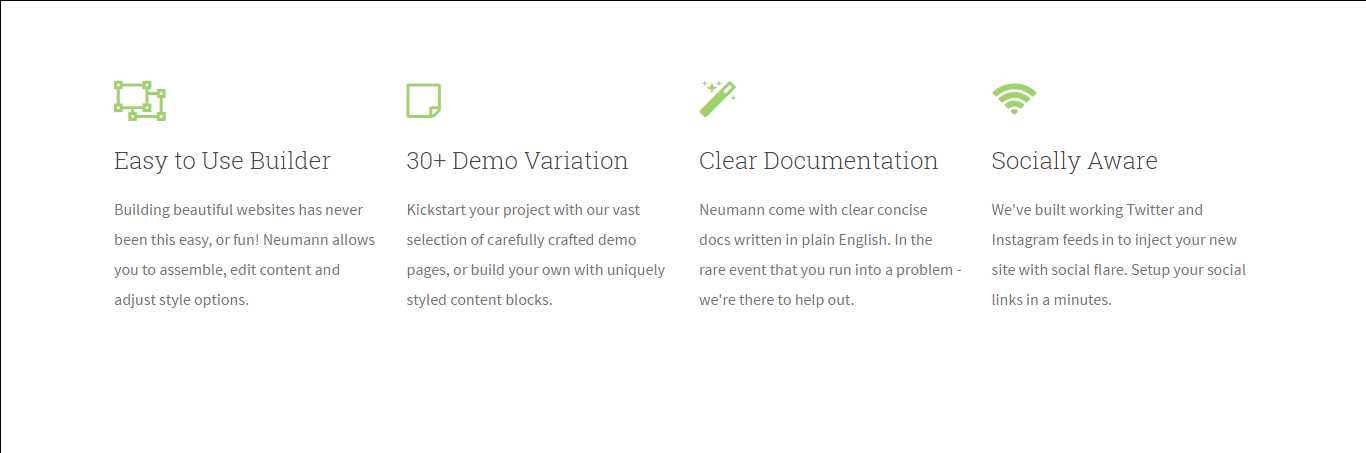 Easy to Use Builder
Building beautiful websites has never
been this easy, or fun! Neumann allows
you to assemble, edit content and
adjust style options.
30+ Demo Variation
Kickstart your project with our vast
selection of carefully crafted demo
pages, or build your own with uniquely
styled content blocks.
Clear Documentation
Neumann come with clear concise
docs written in plain English. In the
rare event that you run into a problem -
we're there to help out.
Socially Aware
We've built working Twitter and
Instagram feeds in to inject your new
site with social flare. Setup your social
links in a minutes.